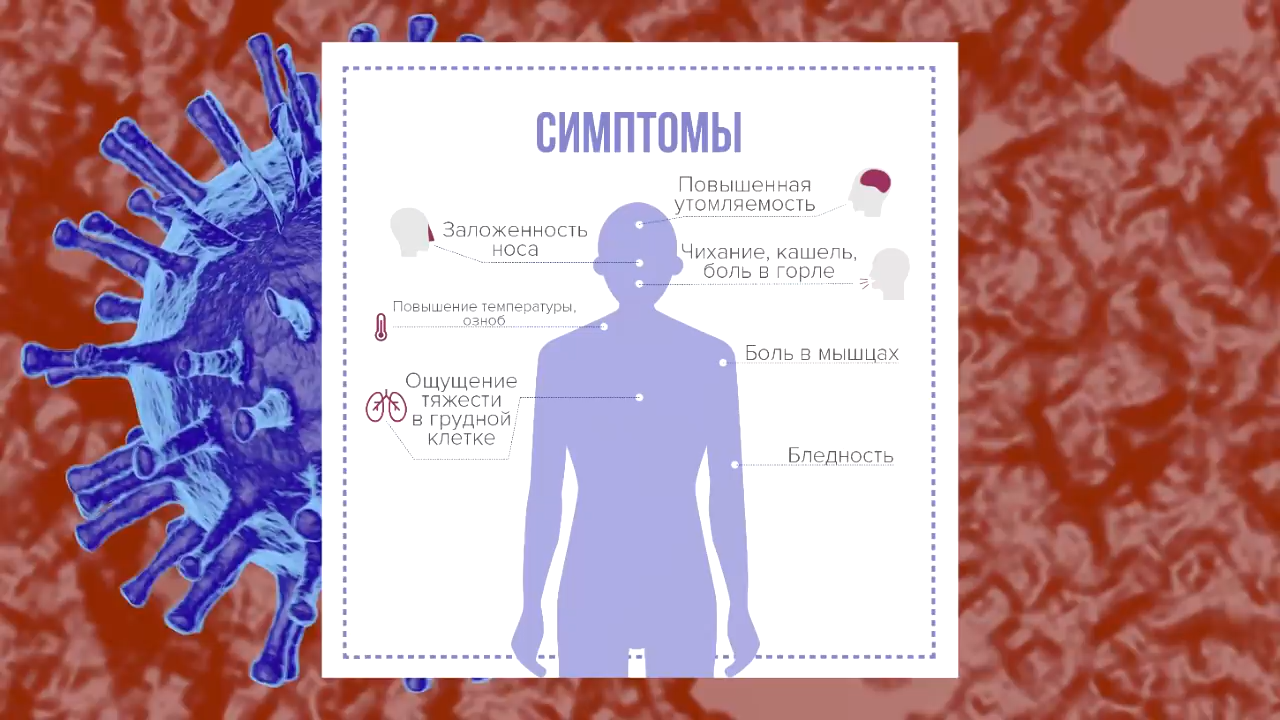 СИМПТОМЫ
Повышенная
утомляемость
Заложенность
носа
Чихание, кашель,
боль в горле
Повышение температуры,
озноб
Боль в мышцах
Ощущение
тяжести
в грудной
клетке
Бледность